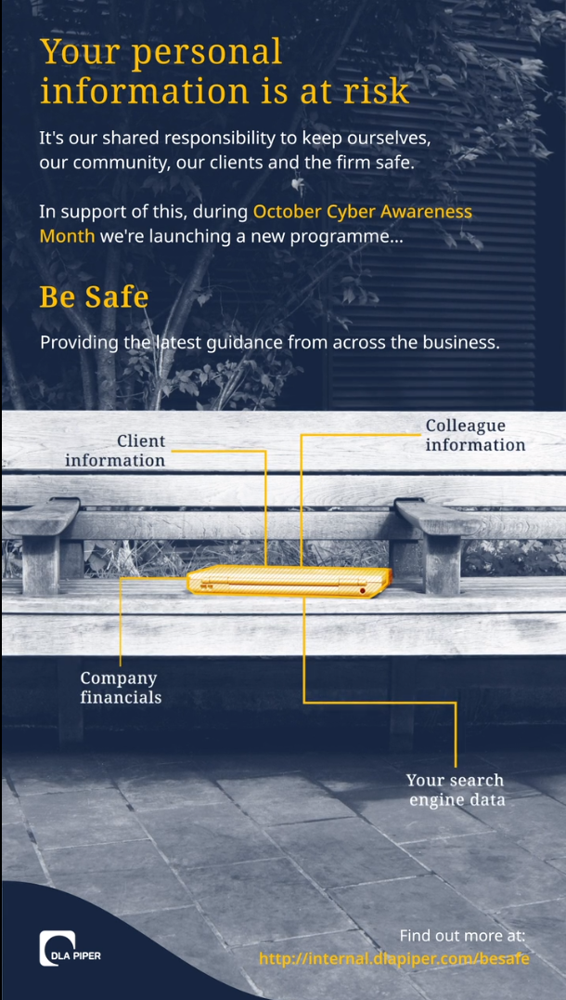 Your personal
information is at risk
It's our shared responsibility to keep ourselves,
our community, our clients and the firm safe.
In support of this, during October Cyber Awareness
Month we're launching a new programme...
Be Safe
Providing the latest guidance from across the business.
Client
information
Colleague
information
Company
financials
Your search
engine data
Find out more at:
http://internal.dlapiper.com/besafe
DLA PIPER